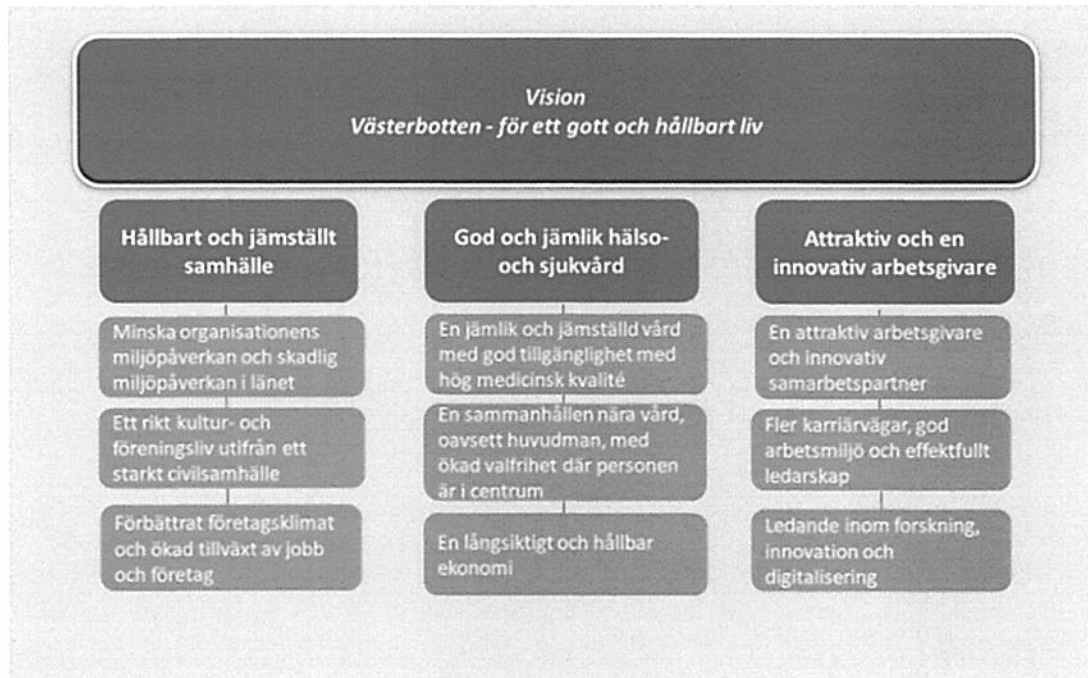 Vision
Västerbotten - för ett gott och hållbart liv
Hållbart och jämställt
samhälle
Minska organisationens
miljöpåverkan och skadlig
miljöpåverkan i länet
Ett rikt kultur- och
föreningsliv utifrån ett
starkt civilsamhälle
Förbättrat företagsklimat
och ökad tillväxt av jobb
och företag
God och jämlik hälso-
och sjukvård
En jämlik och jämställd vård
med god tillgänglighet med
hög medicinsk kvalité
En sammanhållen nära vård,
oavsett huvudman, med
ökad valfrihet där personen
är i centrum
En långsiktigt och hållbar
ekonomi
Attraktiv och en
innovativ arbetsgivare
En attraktiv arbetsgivare
och innovativ
samarbetspartner
Fler karriärvägar, god
arbetsmiljö och effektfullt
ledarskap
Ledande inom forskning,
innovation och
digitalisering